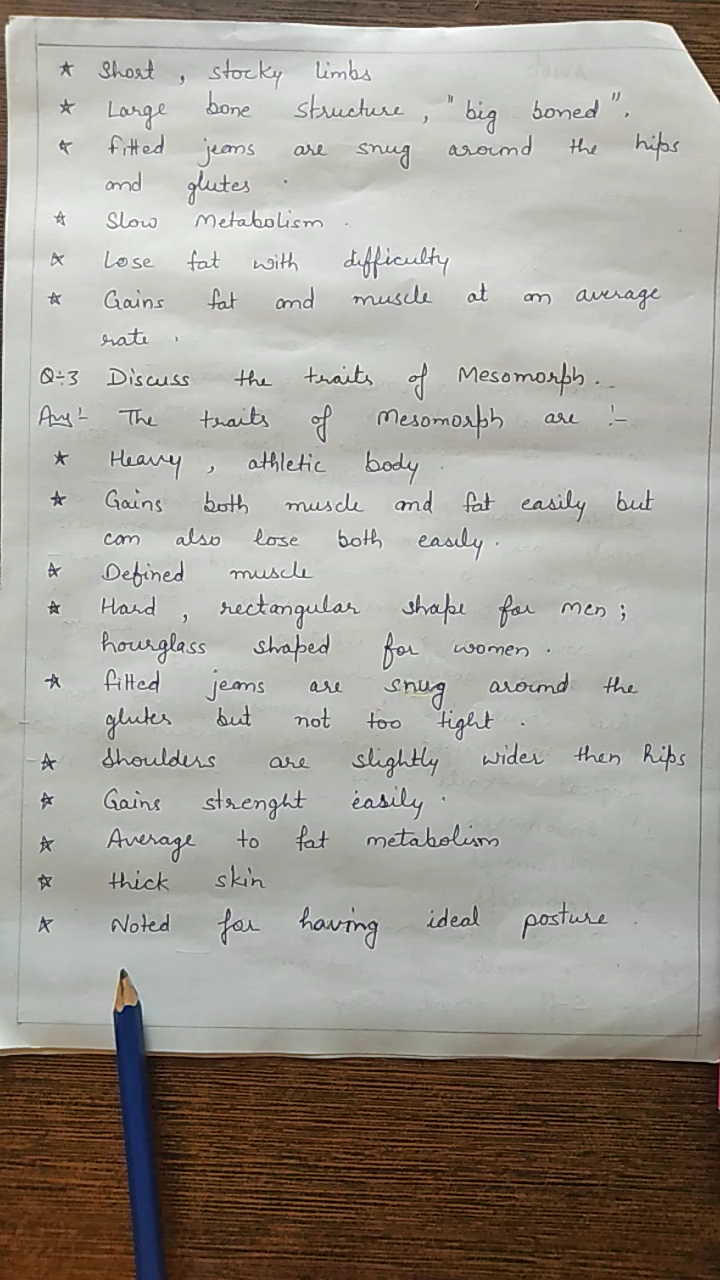 ★ Short , stocky limbs
★ Large bone structure , "big boned".
★ fitted jeans are snug around the hips
and glutes .
★ Slow Metabolism .
★ Lose fat with difficulty
★ Gains fat and muscle at an average
rate .
Q÷3 Discuss the traits of Mesomorph .
Ans:- The traits of Mesomorph are :-
★ Heavy , athletic body .
★ Gains both muscle and fat easily but
can also lose both easily .
★ Defined muscle
★ Hard , rectangular shape for men ;
hourglass shaped for women .
★ fitted jeans are snug around the
glutes but not too tight .
★ Shoulders are slightly wider then hips
★ Gains strenght easily .
★ Average to fat metabolism
★ thick skin
★ Noted for having ideal posture .